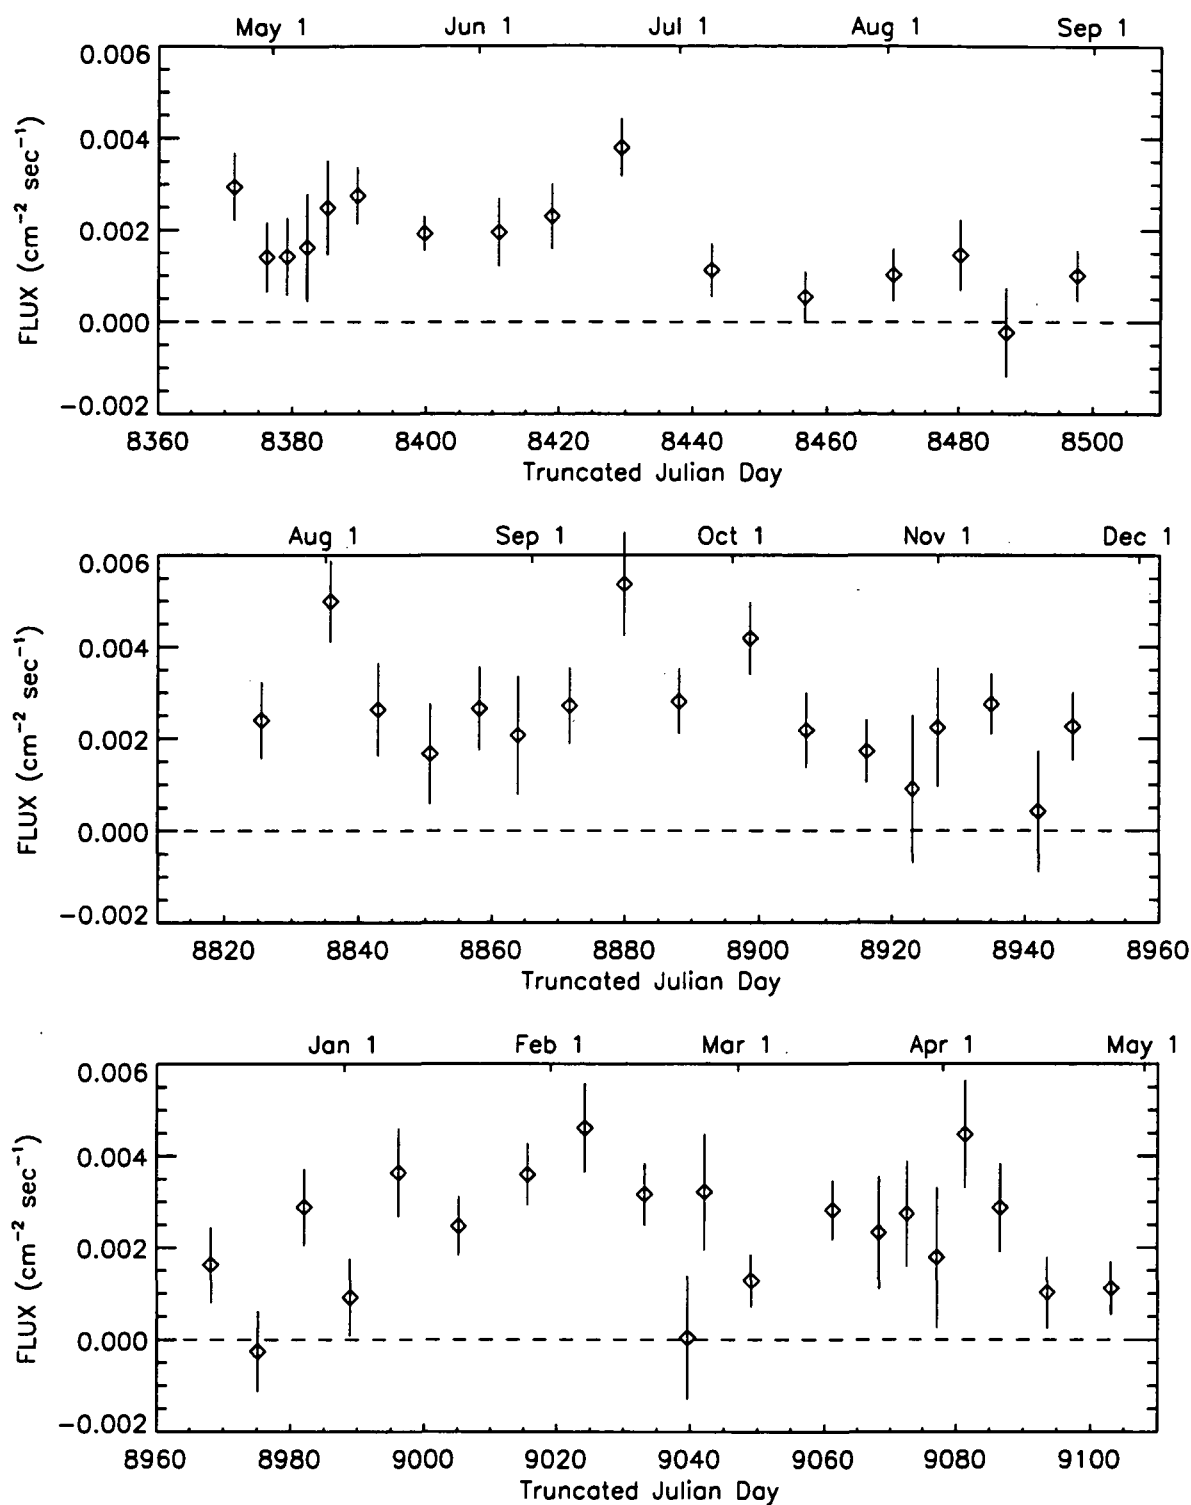 May 1 Jun 1 Jul 1 Aug 1 Sep 1
0.006
0.004
0.002
0.000
−0.002
FLUX (cm⁻² sec⁻¹)
8360 8380 8400 8420 8440 8460 8480 8500
Truncated Julian Day
Aug 1 Sep 1 Oct 1 Nov 1 Dec 1
0.006
0.004
0.002
0.000
−0.002
FLUX (cm⁻² sec⁻¹)
8820 8840 8860 8880 8900 8920 8940 8960
Truncated Julian Day
Jan 1 Feb 1 Mar 1 Apr 1 May 1
0.006
0.004
0.002
0.000
−0.002
FLUX (cm⁻² sec⁻¹)
8960 8980 9000 9020 9040 9060 9080 9100
Truncated Julian Day